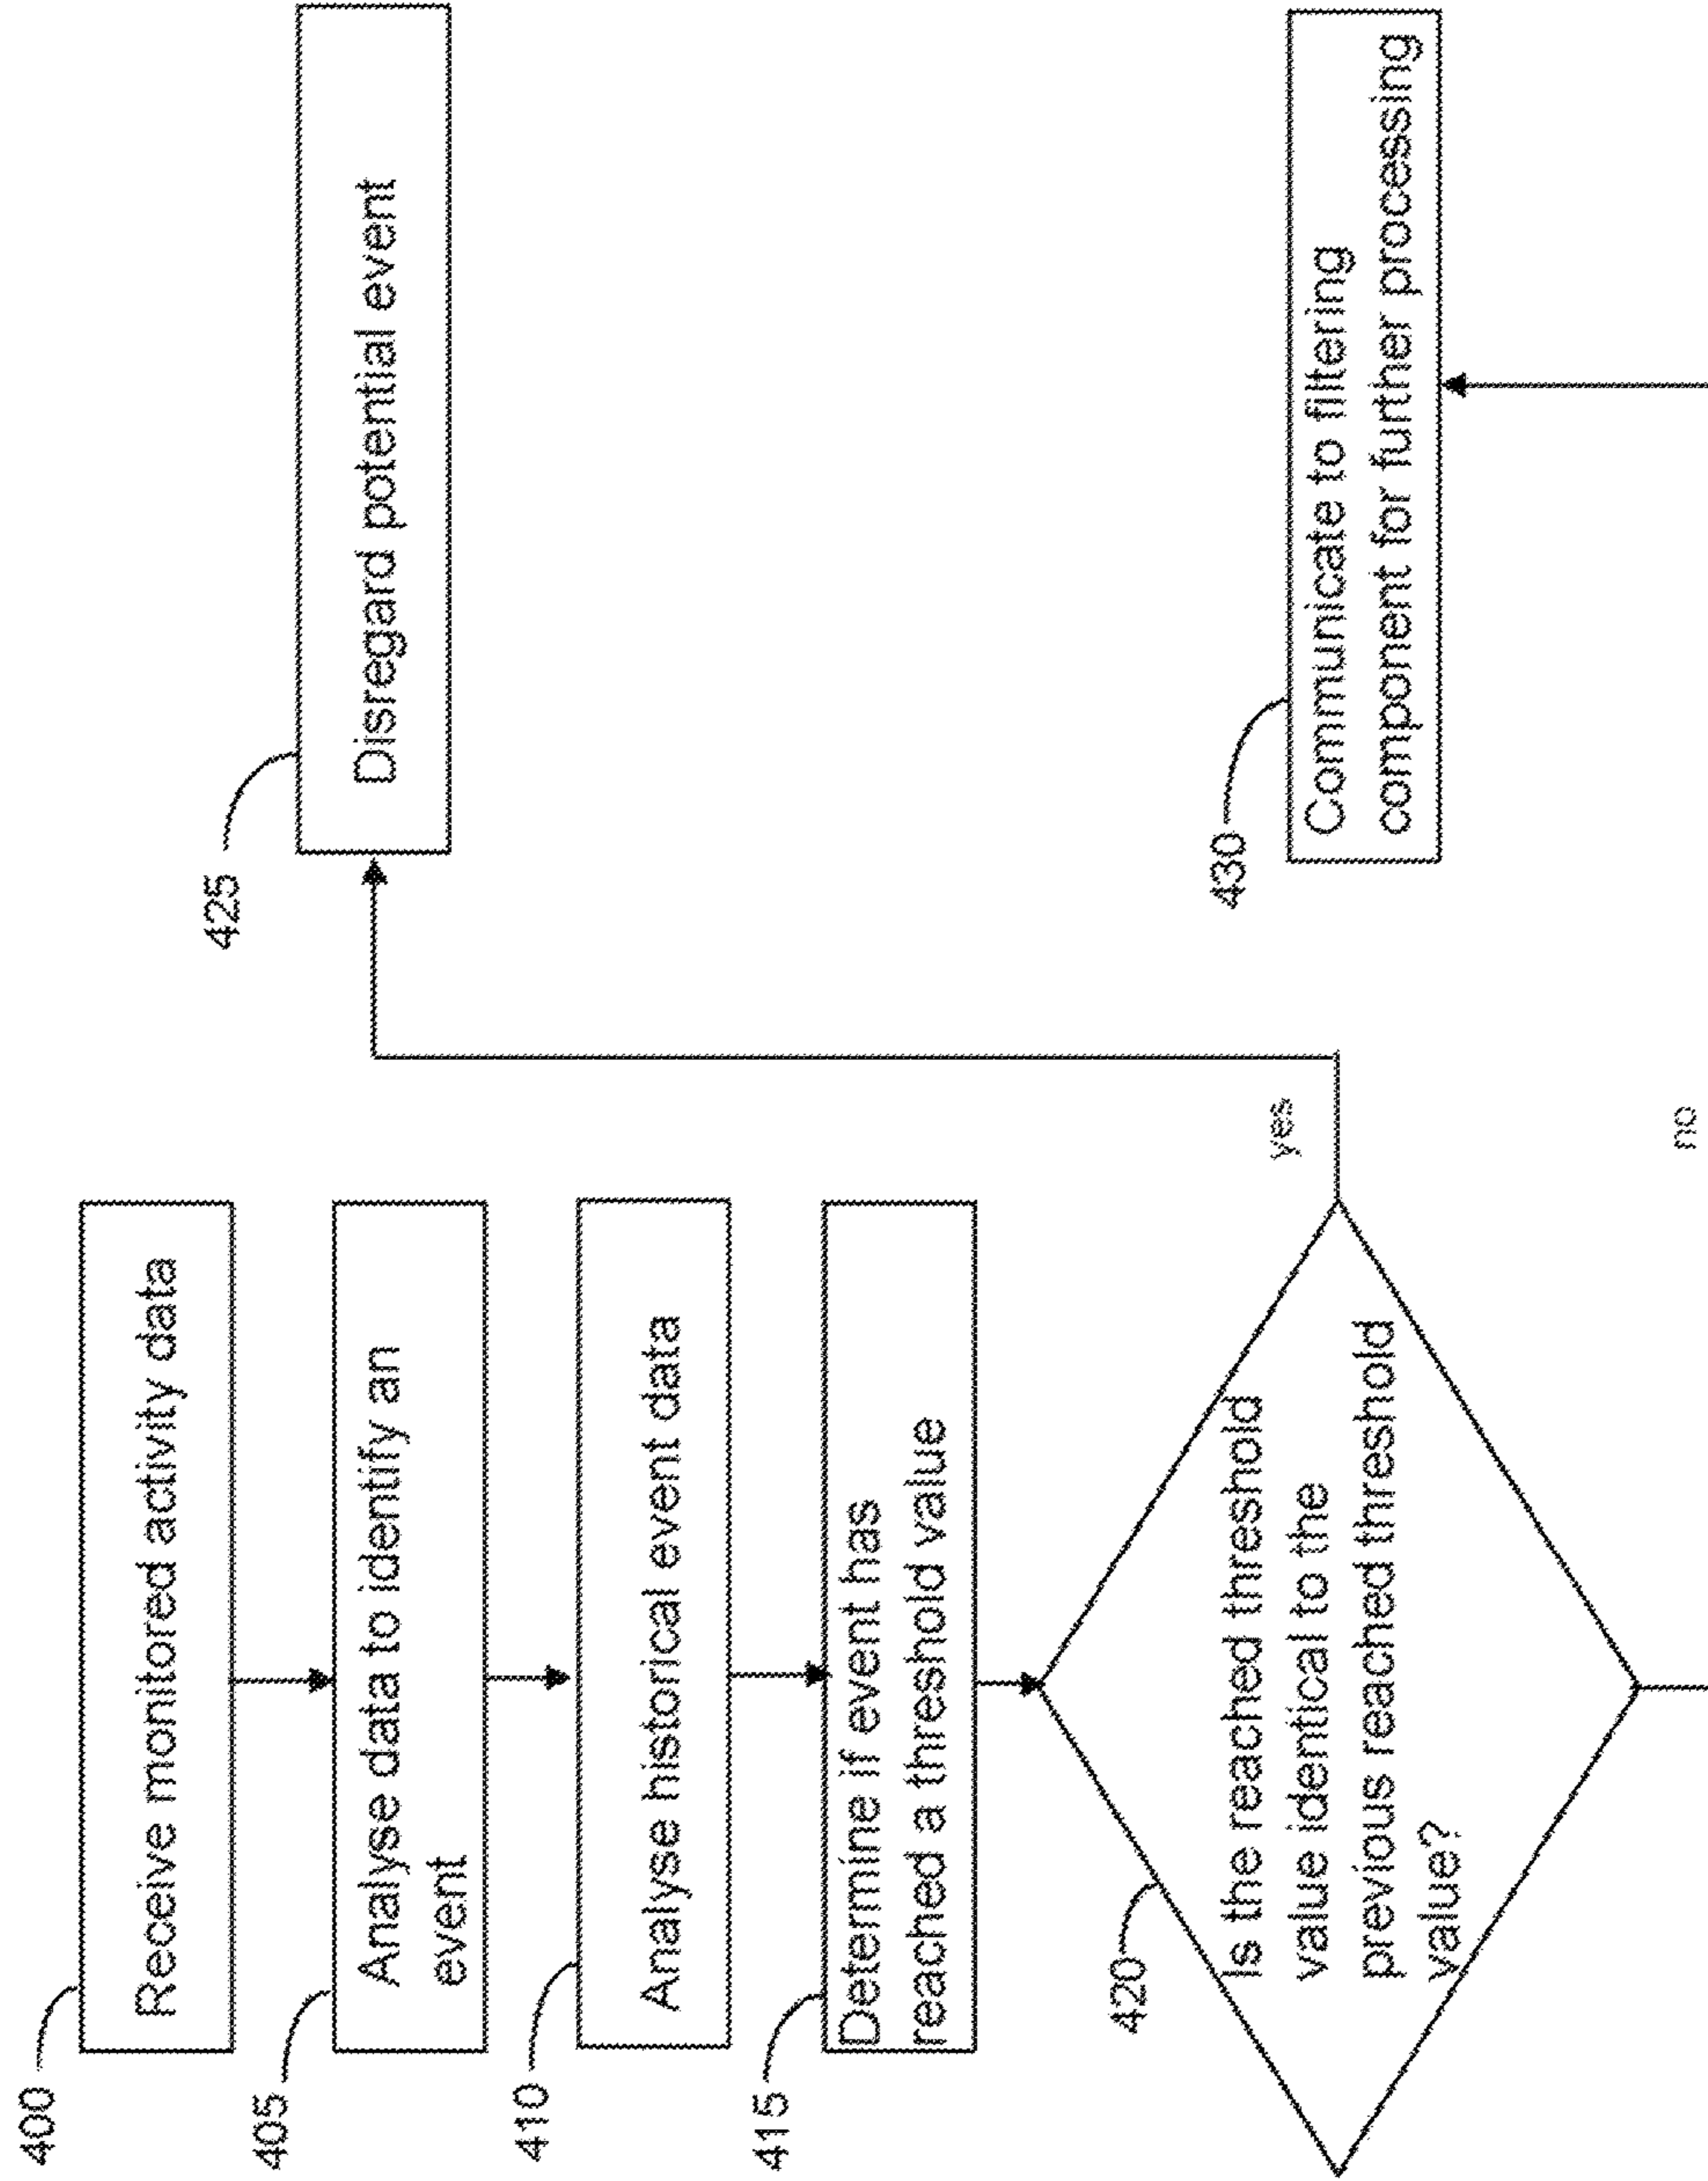 400
Receive monitored activity data
405
Analyse data to identify an
event
410
Analyse historical event data
415
Determine if event has
reached a threshold value
420
Is the reached threshold
value identical to the
previous reached threshold
value?
yes
no
425
Disregard potential event
430
Communicate to filtering
component for further processing